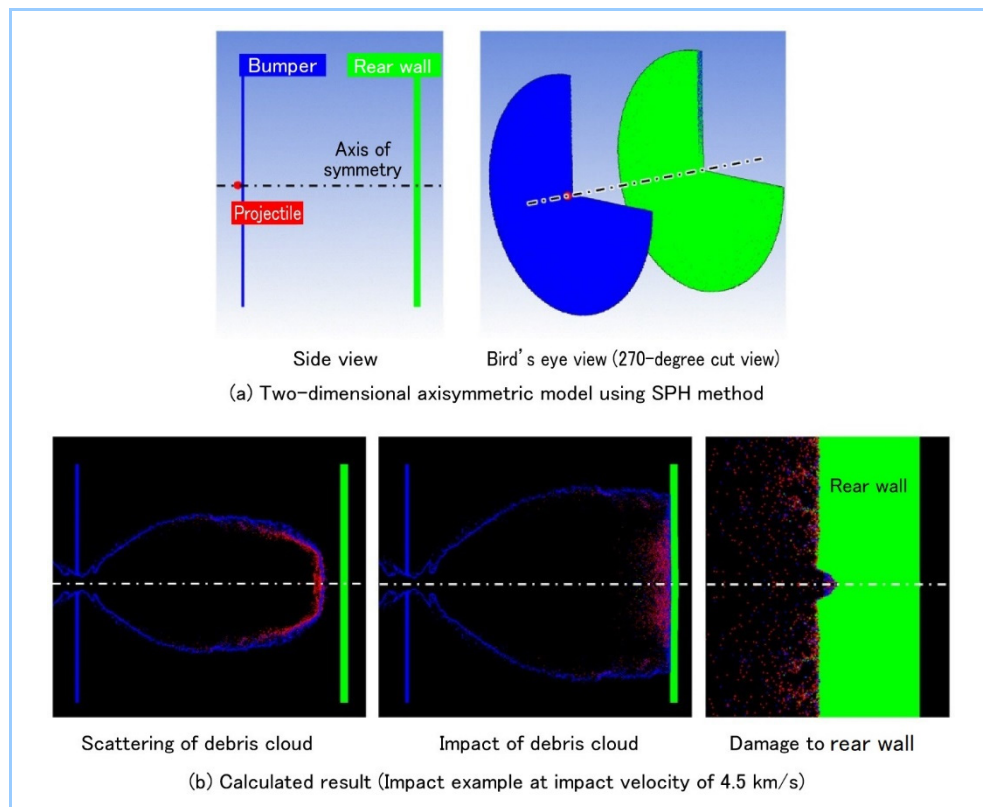 Bumper
Rear wall
Axis of
symmetry
Projectile
Side view
Bird's eye view (270-degree cut view)
(a) Two-dimensional axisymmetric model using SPH method
Rear wall
Scattering of debris cloud
Impact of debris cloud
Damage to rear wall
(b) Calculated result (Impact example at impact velocity of 4.5 km/s)